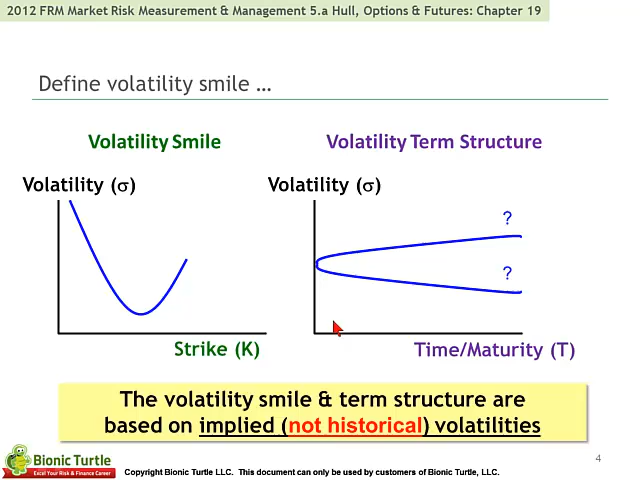 2012 FRM Market Risk Measurement & Management 5.a Hull, Options & Futures: Chapter 19
Define volatility smile …
Volatility Smile
Volatility Term Structure
Volatility (σ)
Volatility (σ)
?
?
Strike (K)
Time/Maturity (T)
The volatility smile & term structure are
based on implied (not historical) volatilities
4
Bionic Turtle
Excel Your Risk & Finance Career
Copyright Bionic Turtle LLC. This document can only be used by customers of Bionic Turtle, LLC.